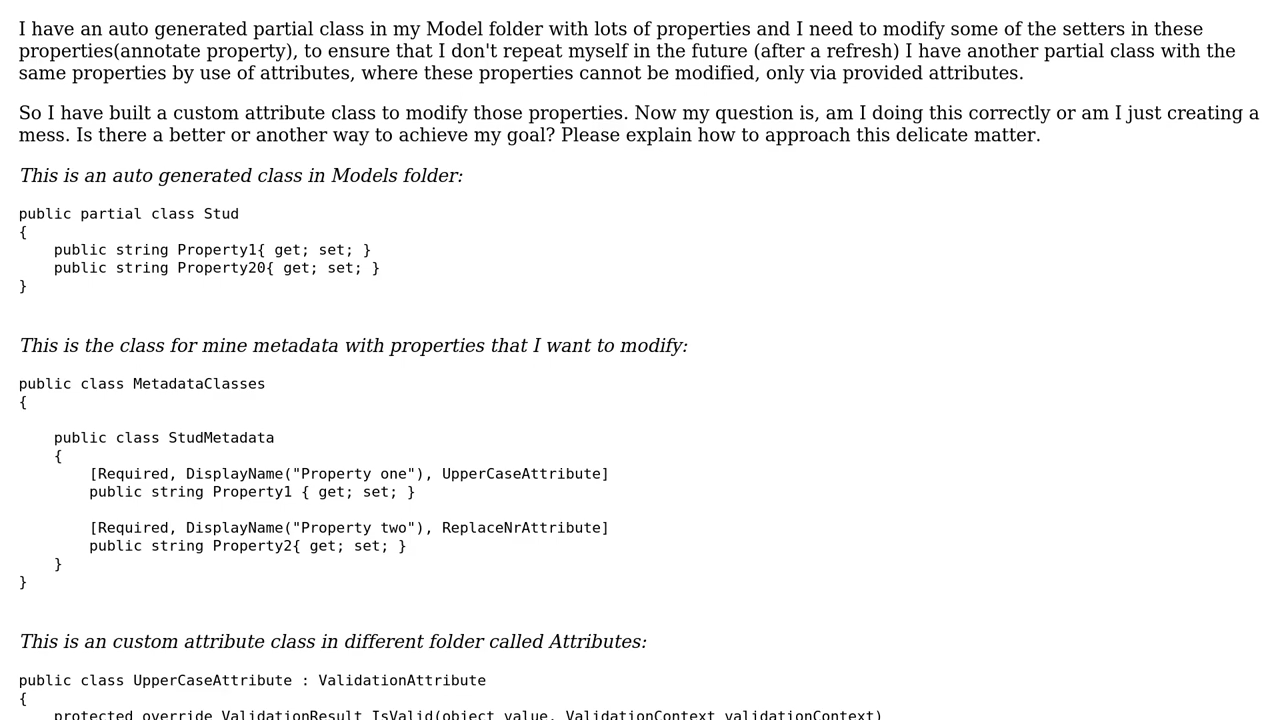 I have an auto generated partial class in my Model folder with lots of properties and I need to modify some of the setters in these
properties(annotate property), to ensure that I don't repeat myself in the future (after a refresh) I have another partial class with the
same properties by use of attributes, where these properties cannot be modified, only via provided attributes.
So I have built a custom attribute class to modify those properties. Now my question is, am I doing this correctly or am I just creating a
mess. Is there a better or another way to achieve my goal? Please explain how to approach this delicate matter.
This is an auto generated class in Models folder:
public partial class Stud
{
    public string Property1{ get; set; }
    public string Property20{ get; set; }
}
This is the class for mine metadata with properties that I want to modify:
public class MetadataClasses
{
    public class StudMetadata
    {
        [Required, DisplayName("Property one"), UpperCaseAttribute]
        public string Property1 { get; set; }
        [Required, DisplayName("Property two"), ReplaceNrAttribute]
        public string Property2{ get; set; }
    }
}
This is an custom attribute class in different folder called Attributes:
public class UpperCaseAttribute : ValidationAttribute
{
    protected override ValidationResult IsValid(object value, ValidationContext validationContext)